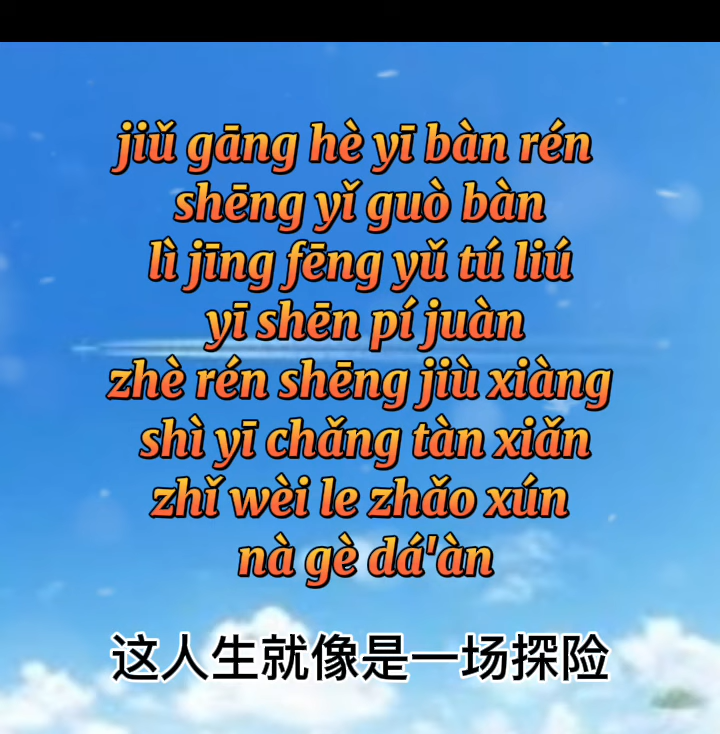 jiǔ gāng hè yī bàn rén
shēng yǐ guò bàn
lì jīng fēng yǔ tú liú
yī shēn pí juàn
zhè rén shēng jiù xiàng
shì yī chǎng tàn xiǎn
zhǐ wèi le zhǎo xún
nà gè dá'àn
这人生就像是一场探险